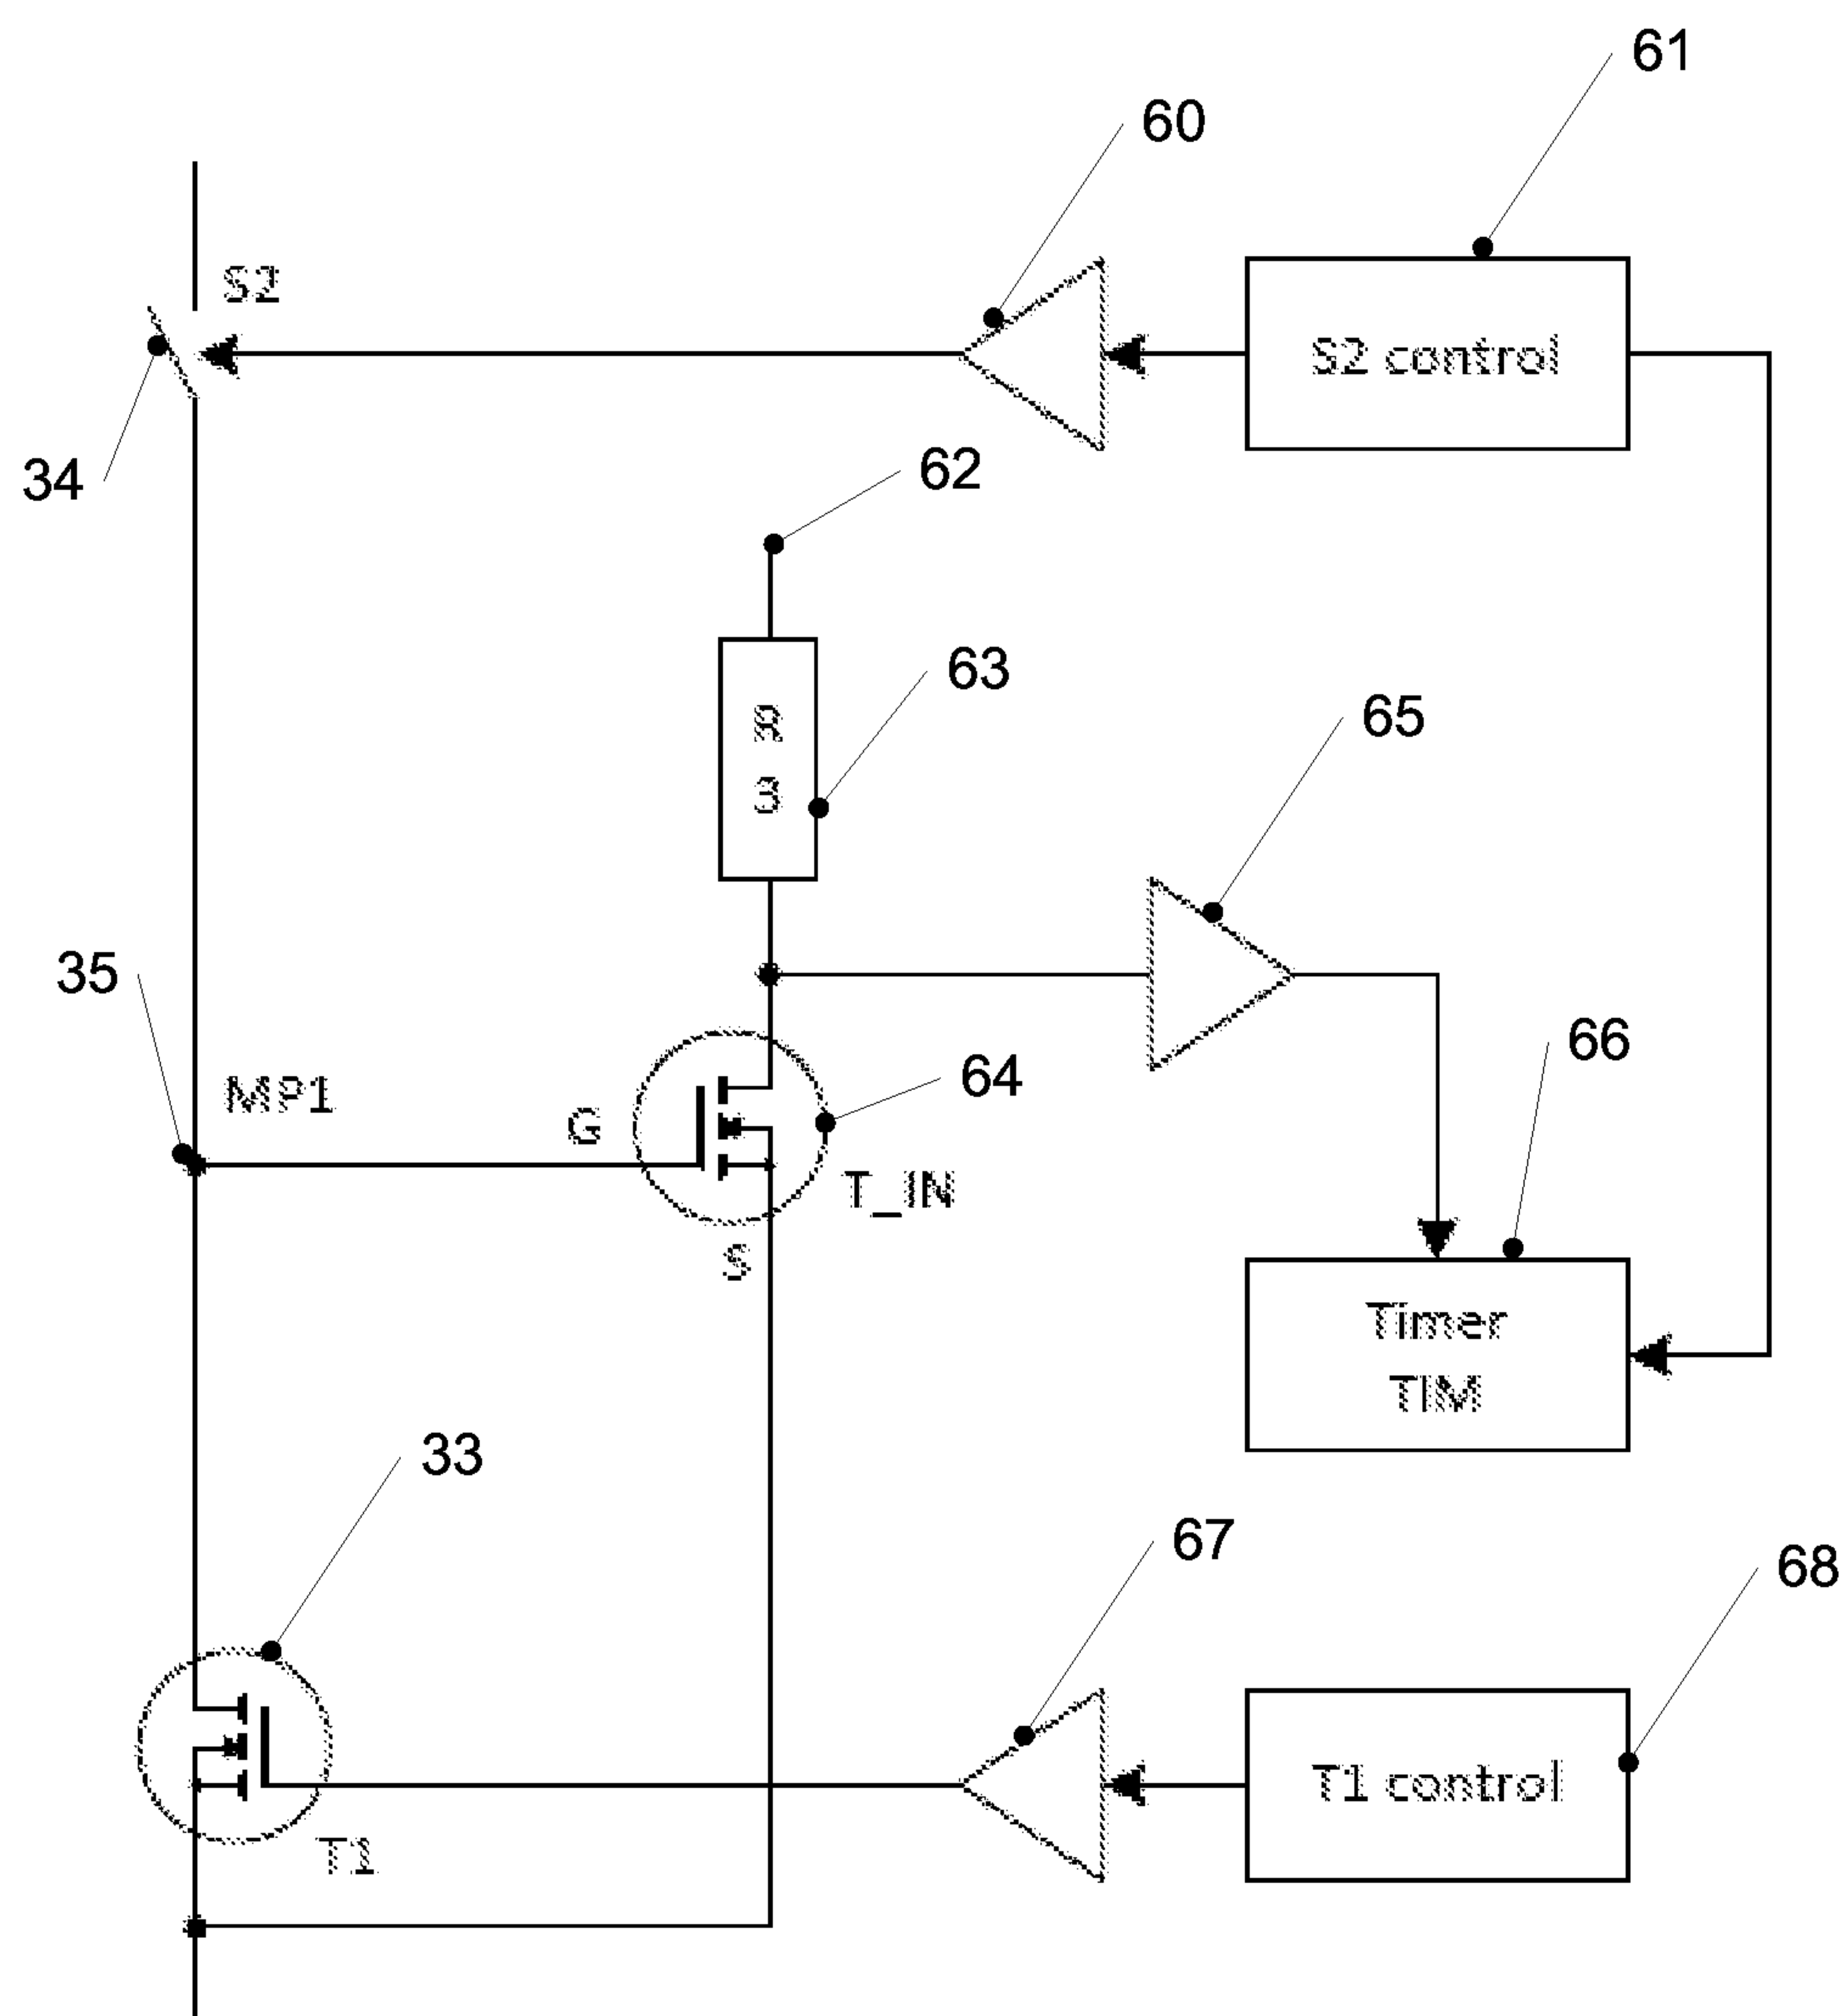 61
60
S2
S2 control
34
62
63
R
3
65
35
66
MP1
64
G
T_IN
S
Timer
TIM
33
67
68
T1 control
T1